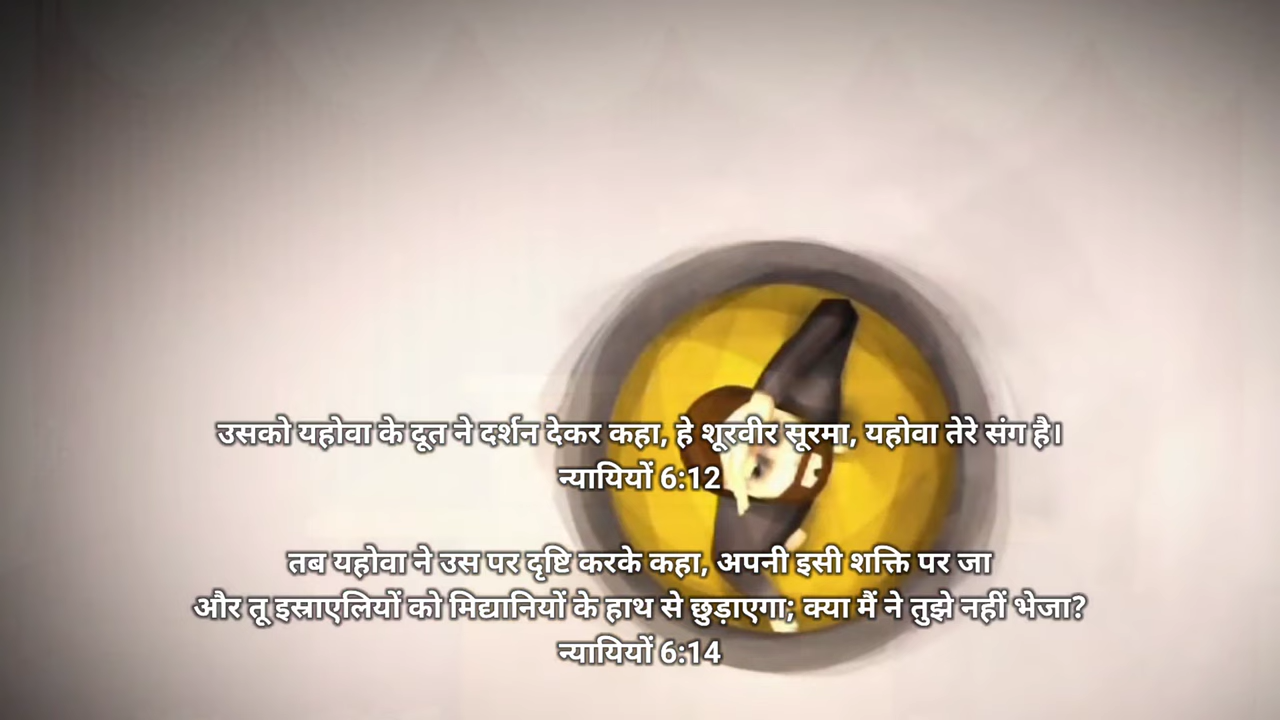 उसको यहोवा के दूत ने दर्शन देकर कहा, हे शूरवीर सूरमा, यहोवा तेरे संग है।
न्यायियों 6:12
तब यहोवा ने उस पर दृष्टि करके कहा, अपनी इसी शक्ति पर जा
और तू इस्राएलियों को मिद्यानियों के हाथ से छुड़ाएगा; क्या मैं ने तुझे नहीं भेजा?
न्यायियों 6:14